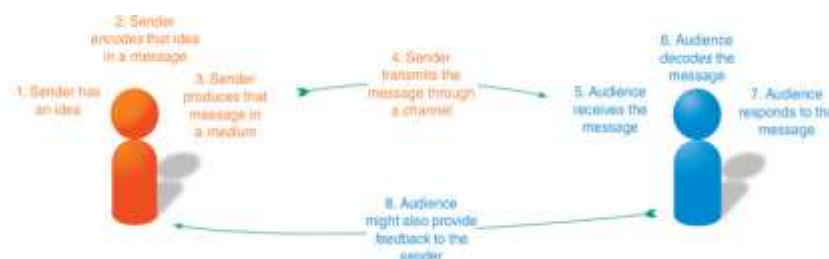 1. Sender has
an idea
2. Sender
encodes that idea
in a message
3. Sender
produces that
message in
a medium
4. Sender
transmits the
message through
a channel
5. Audience
receives the
message
6. Audience
decodes the
message
7. Audience
responds to the
message
8. Audience
might also provide
feedback to the
sender